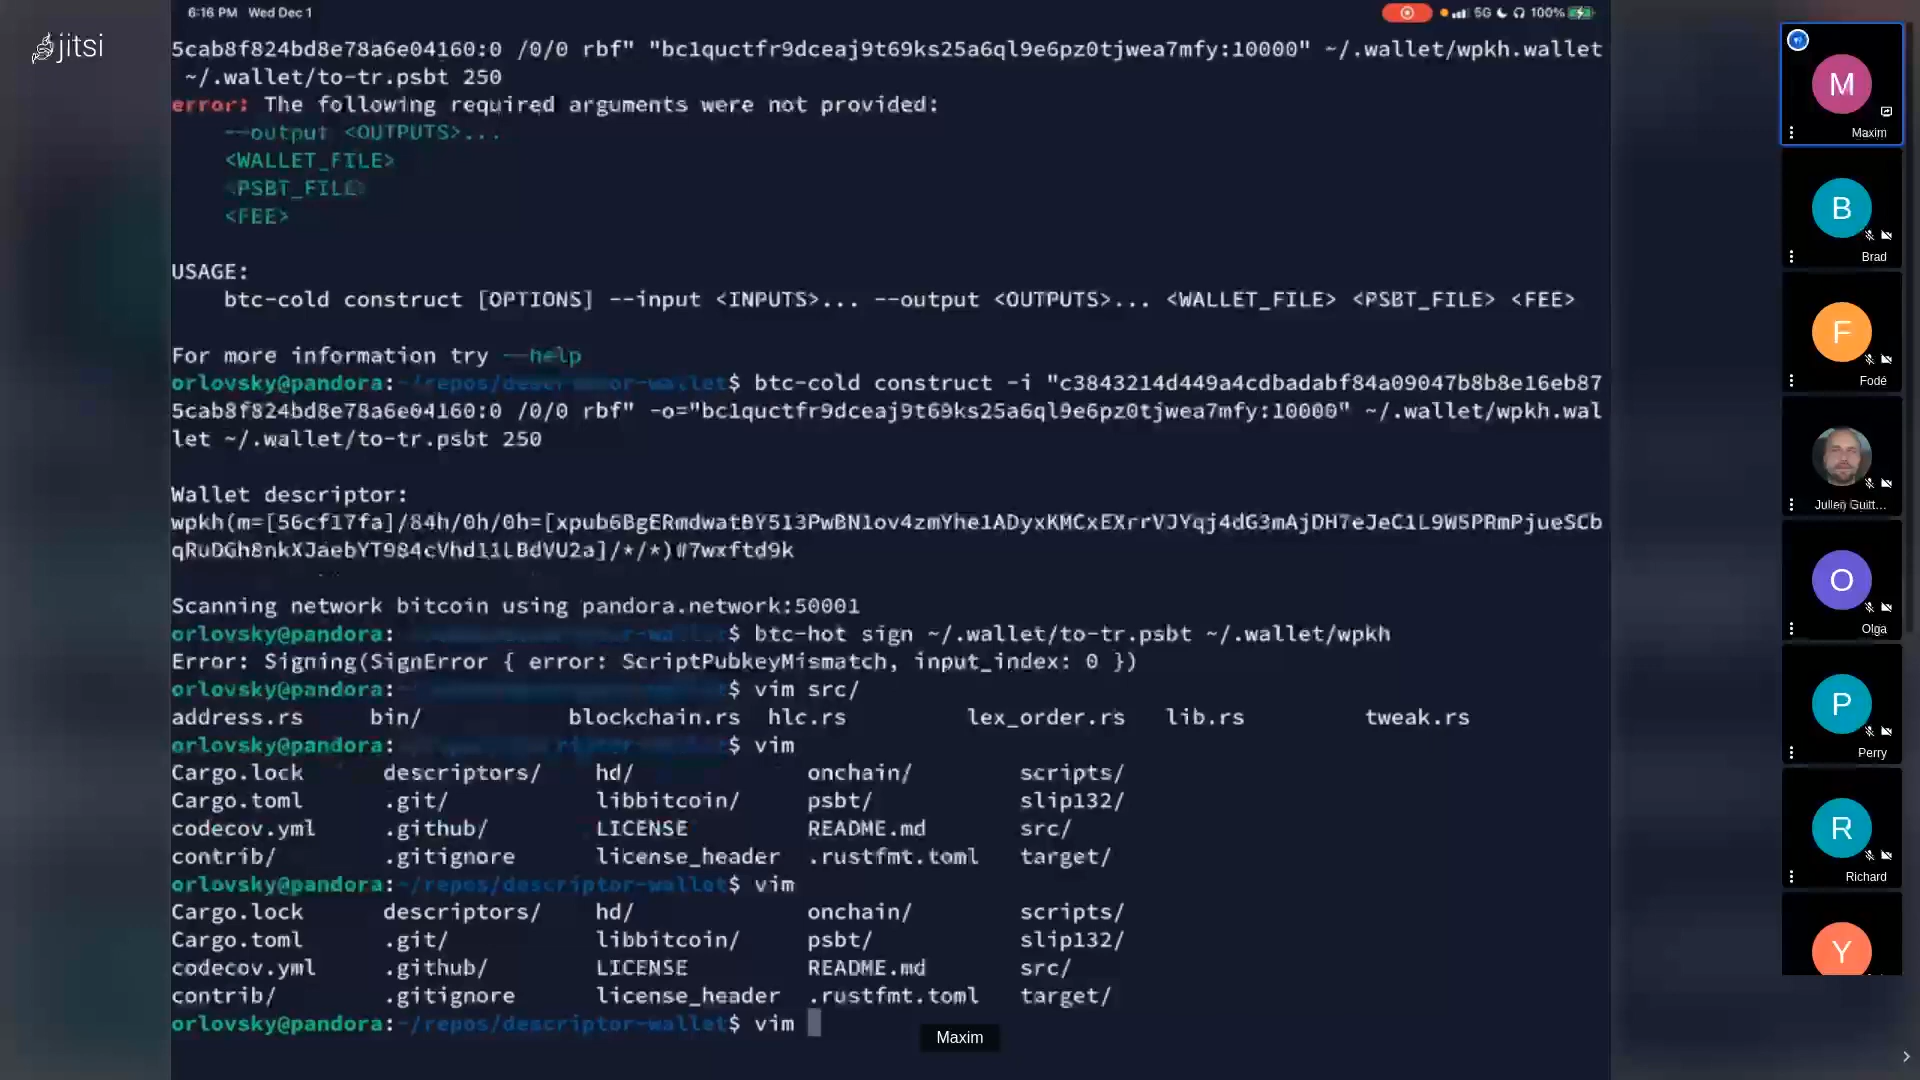 6:16 PM Wed Dec 1
5G 100%
jitsi
5cab8f824bd8e78a6e04160:0 /0/0 rbf" "bc1quctfr9dceaj9t69ks25a6ql9e6pz0tjwea7mfy:10000" ~/.wallet/wpkh.wallet
~/.wallet/to-tr.psbt 250
error: The following required arguments were not provided:
--output <OUTPUTS>...
<WALLET_FILE>
<PSBT_FILE>
<FEE>
USAGE:
btc-cold construct [OPTIONS] --input <INPUTS>... --output <OUTPUTS>... <WALLET_FILE> <PSBT_FILE> <FEE>
For more information try --help
orlovsky@pandora:~/repos/descriptor-wallet$ btc-cold construct -i "c3843214d449a4cdbadabf84a09047b8b8e16eb87
5cab8f824bd8e78a6e04160:0 /0/0 rbf" -o="bc1quctfr9dceaj9t69ks25a6ql9e6pz0tjwea7mfy:10000" ~/.wallet/wpkh.wal
let ~/.wallet/to-tr.psbt 250
Wallet descriptor:
wpkh(m=[56cf17fa]/84h/0h/0h=[xpub6BgERmdwatBY513PwBN1ov4zmYhe1ADyxKMCxEXrrVJYqj4dG3mAjDH7eJeC1L9W5PRmPjueSCb
qRuDGh8nkXJaebYT984cVhd11LBdVU2a]/*/*)#7wxftd9k
Scanning network bitcoin using pandora.network:50001
orlovsky@pandora: $ btc-hot sign ~/.wallet/to-tr.psbt ~/.wallet/wpkh
Error: Signing(SignError { error: ScriptPubkeyMismatch, input_index: 0 })
orlovsky@pandora: $ vim src/
address.rs bin/ blockchain.rs hlc.rs lex_order.rs lib.rs tweak.rs
orlovsky@pandora: $ vim
Cargo.lock descriptors/ hd/ onchain/ scripts/
Cargo.toml .git/ libbitcoin/ psbt/ slip132/
codecov.yml .github/ LICENSE README.md src/
contrib/ .gitignore license_header .rustfmt.toml target/
orlovsky@pandora:~/repos/descriptor-wallet$ vim
Cargo.lock descriptors/ hd/ onchain/ scripts/
Cargo.toml .git/ libbitcoin/ psbt/ slip132/
codecov.yml .github/ LICENSE README.md src/
contrib/ .gitignore license_header .rustfmt.toml target/
orlovsky@pandora:~/repos/descriptor-wallet$ vim
Maxim
M
Maxim
B
Brad
F
Fodé
Julien Guitt...
O
Olga
P
Perry
R
Richard
Y